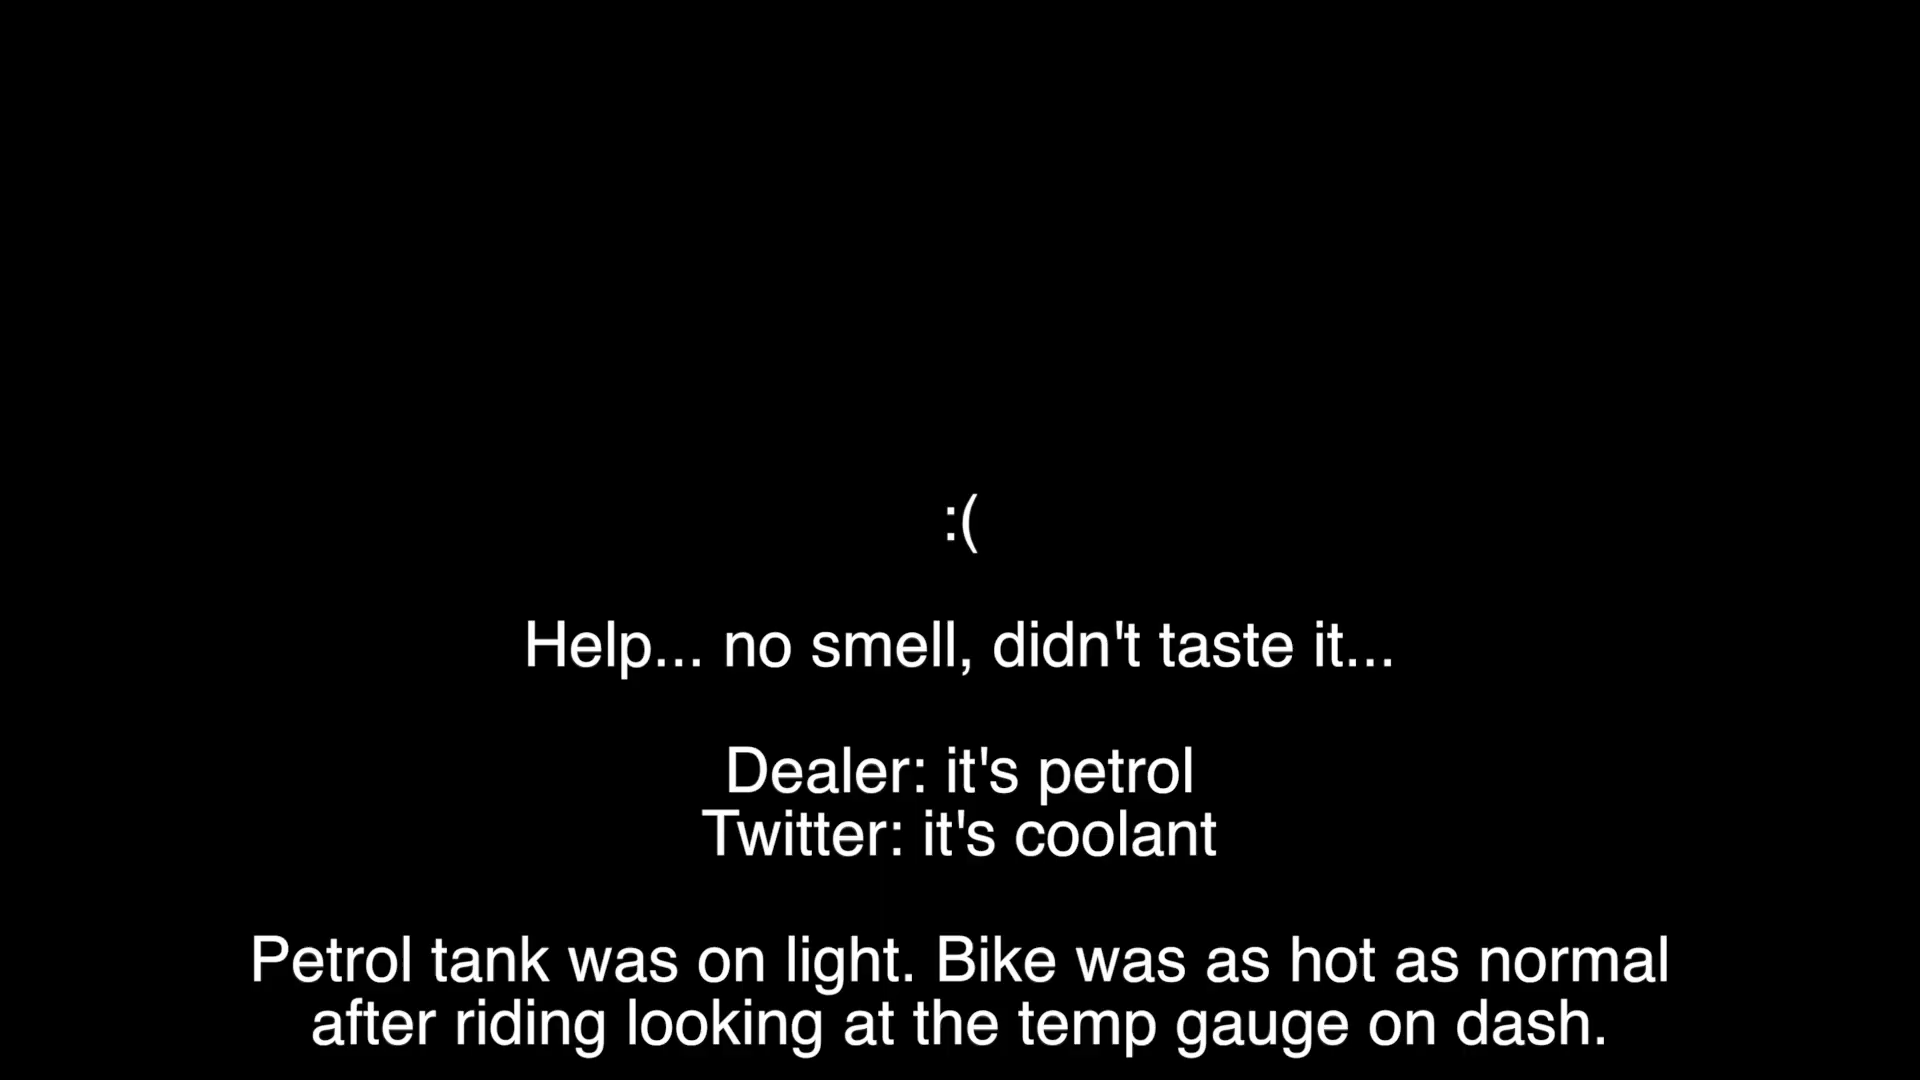 :(
Help... no smell, didn't taste it...
Dealer: it's petrol
Twitter: it's coolant
Petrol tank was on light. Bike was as hot as normal
after riding looking at the temp gauge on dash.